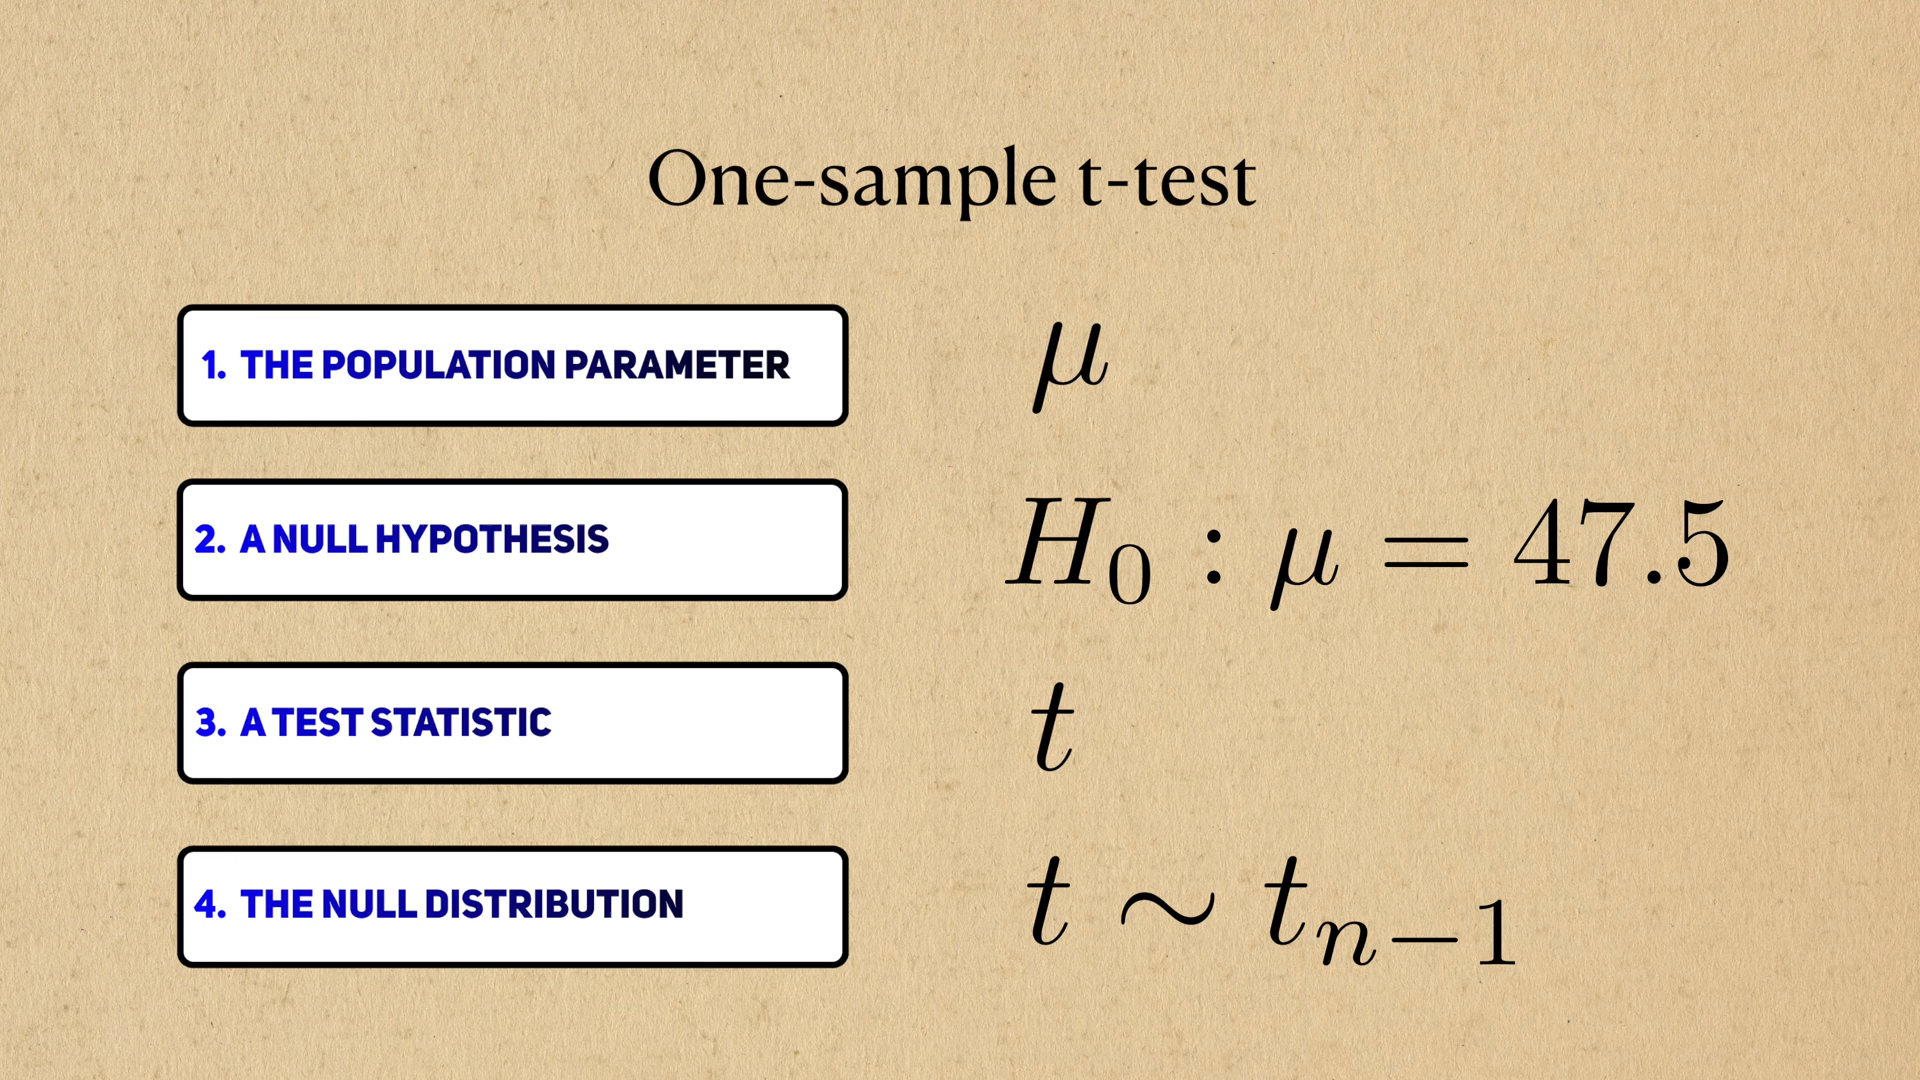 One-sample t-test
1. THE POPULATION PARAMETER
μ
2. A NULL HYPOTHESIS
H₀ : μ = 47.5
3. A TEST STATISTIC
t
4. THE NULL DISTRIBUTION
t ∼ tₙ₋₁